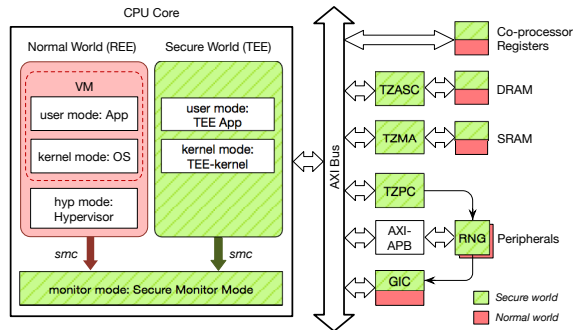 CPU Core
Normal World (REE)
Secure World (TEE)
VM
user mode: App
kernel mode: OS
hyp mode:
Hypervisor
user mode:
TEE App
kernel mode:
TEE-kernel
smc
smc
monitor mode: Secure Monitor Mode
AXI Bus
Co-processor
Registers
TZASC
DRAM
TZMA
SRAM
TZPC
AXI-
APB
RNG
Peripherals
GIC
Secure world
Normal world